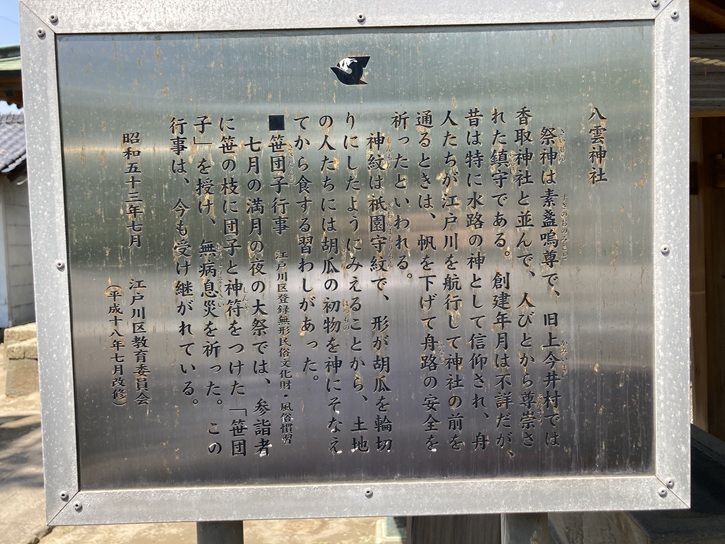 八雲神社
祭神は素盞嗚尊で、旧上今井村では
香取神社と並んで、人びとから尊崇さ
れた鎮守である。創建年月は不詳だが、
昔は特に水路の神として信仰され、舟
人たちが江戸川を航行して神社の前を
通るときは、帆を下げて舟路の安全を
祈ったといわれる。
神紋は祇園守紋で、形が胡瓜を輪切
りにしたようにみえることから、土地
の人たちには胡瓜の初物を神にそなえ
てから食する習わしがあった。
■笹団子行事 江戸川区登録無形民俗文化財・風俗慣習
七月の満月の夜の大祭では、参詣者
に笹の枝に団子と神符をつけた「笹団
子」を授け、無病息災を祈った。この
行事は、今も受け継がれている。
昭和五十三年七月 江戸川区教育委員会
（平成十八年七月改修）